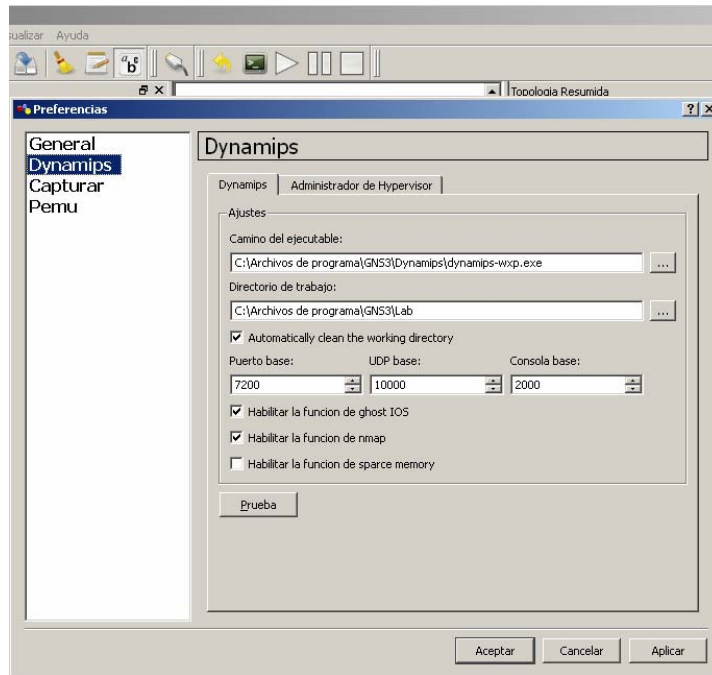 sualizar Ayuda
Topologia Resumida
Preferencias
General
Dynamips
Capturar
Pemu
Dynamips
Dynamips
Administrador de Hypervisor
Ajustes
Camino del ejecutable:
C:\Archivos de programa\GNS3\Dynamips\dynamips-wxp.exe
...
Directorio de trabajo:
C:\Archivos de programa\GNS3\Lab
...
Automatically clean the working directory
Puerto base: UDP base: Consola base:
7200 10000 2000
Habilitar la funcion de ghost IOS
Habilitar la funcion de nmap
Habilitar la funcion de sparce memory
Prueba
Aceptar Cancelar Aplicar